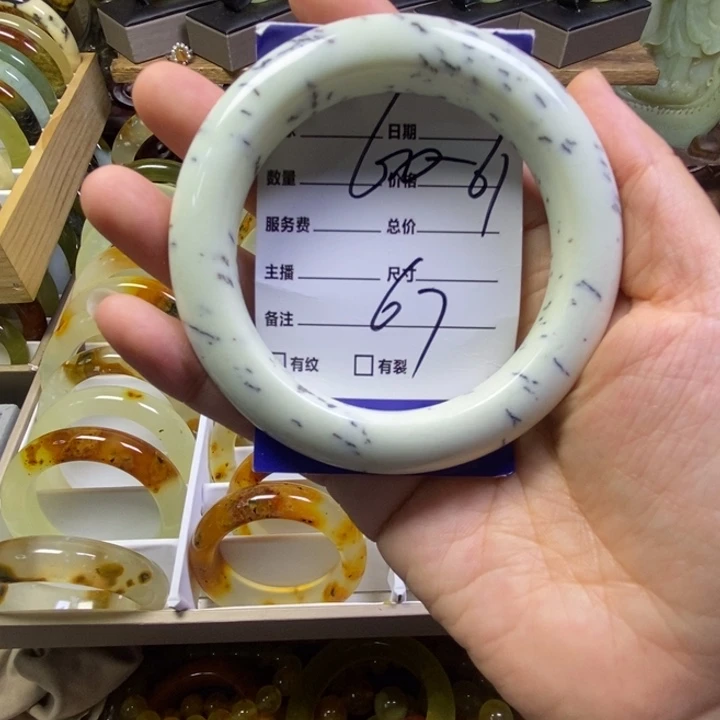 日期
数量 价格
服务费 总价
主播 尺寸
备注 67
有纹 有裂